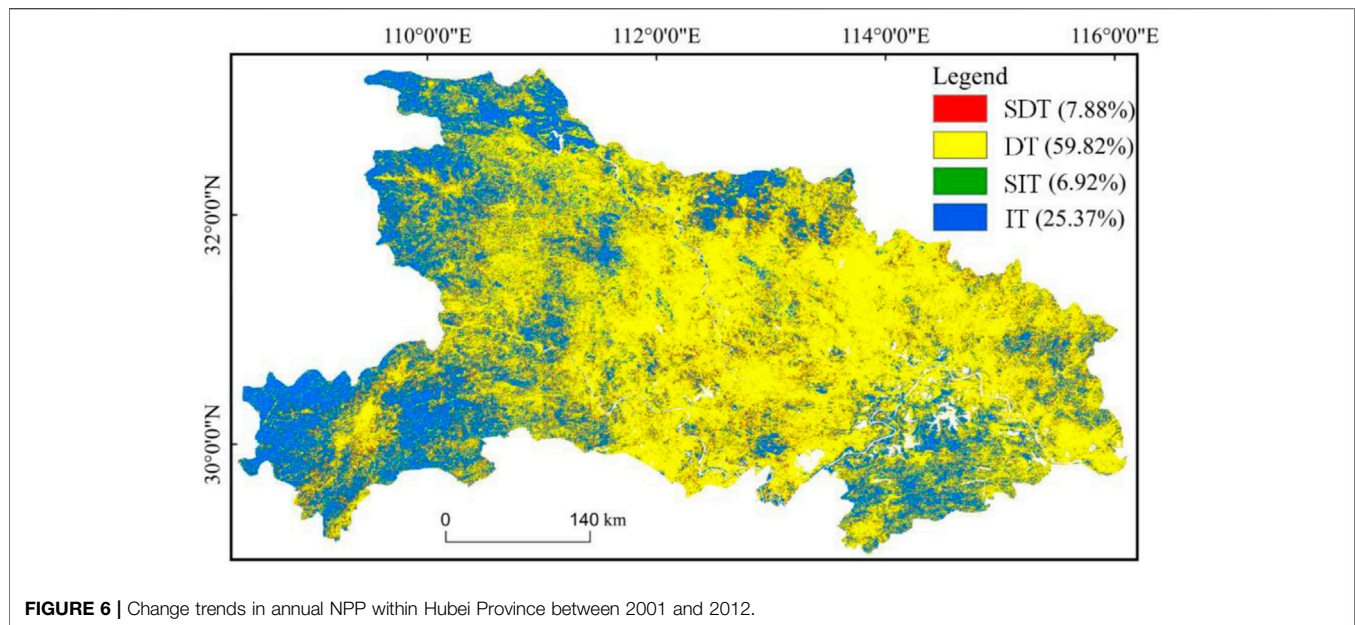 110°0'0"E 112°0'0"E 114°0'0"E 116°0'0"E
Legend
SDT (7.88%)
DT (59.82%)
SIT (6.92%)
IT (25.37%)
32°0'0"N
30°0'0"N
0 140 km
FIGURE 6 | Change trends in annual NPP within Hubei Province between 2001 and 2012.